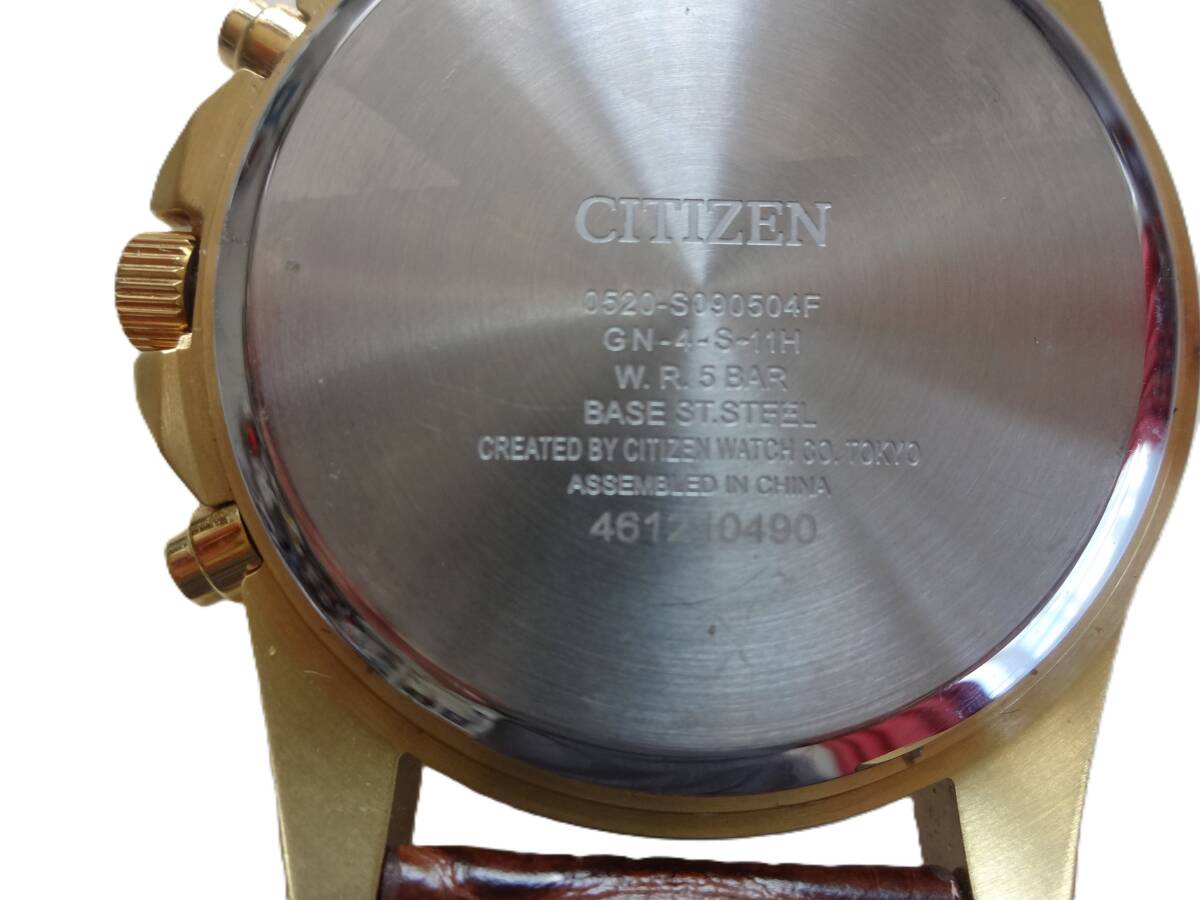 CITIZEN
0520-S090504F
GN-4-S-11H
W. R. 5 BAR
BASE ST.STEEL
CREATED BY CITIZEN WATCH CO. TOKYO
ASSEMBLED IN CHINA
461210490